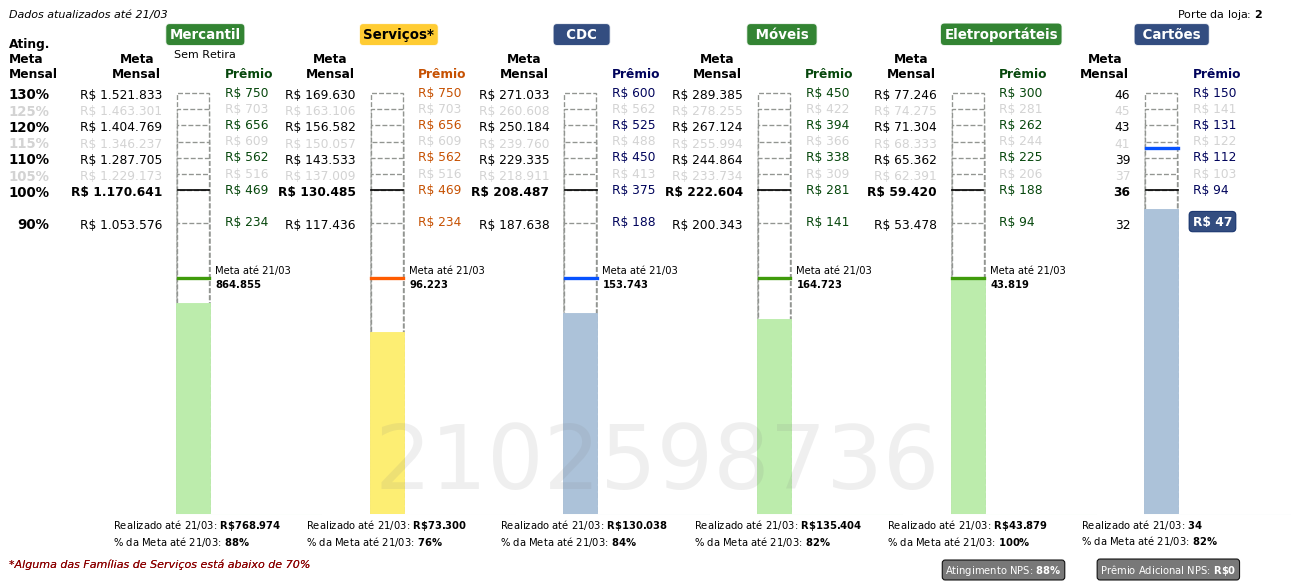 Dados atualizados até 21/03
Porte da loja: 2
Mercantil Serviços* CDC Móveis Eletroportáteis Cartões
Sem Retira
Ating. Meta Mensal
Meta Mensal Prêmio Meta Mensal Prêmio Meta Mensal Prêmio Meta Mensal Prêmio Meta Mensal Prêmio Meta Mensal Prêmio
130% R$ 1.521.833 R$ 750 R$ 169.630 R$ 750 R$ 271.033 R$ 600 R$ 289.385 R$ 450 R$ 77.246 R$ 300 46 R$ 150
125% R$ 1.463.301 R$ 703 R$ 163.106 R$ 703 R$ 260.608 R$ 562 R$ 278.255 R$ 422 R$ 74.275 R$ 281 45 R$ 141
120% R$ 1.404.769 R$ 656 R$ 156.582 R$ 656 R$ 250.184 R$ 525 R$ 267.124 R$ 394 R$ 71.304 R$ 262 43 R$ 131
115% R$ 1.346.237 R$ 609 R$ 150.057 R$ 609 R$ 239.760 R$ 488 R$ 255.994 R$ 366 R$ 68.333 R$ 244 41 R$ 122
110% R$ 1.287.705 R$ 562 R$ 143.533 R$ 562 R$ 229.335 R$ 450 R$ 244.864 R$ 338 R$ 65.362 R$ 225 39 R$ 112
105% R$ 1.229.173 R$ 516 R$ 137.009 R$ 516 R$ 218.911 R$ 413 R$ 233.734 R$ 309 R$ 62.391 R$ 206 37 R$ 103
100% R$ 1.170.641 R$ 469 R$ 130.485 R$ 469 R$ 208.487 R$ 375 R$ 222.604 R$ 281 R$ 59.420 R$ 188 36 R$ 94
90% R$ 1.053.576 R$ 234 R$ 117.436 R$ 234 R$ 187.638 R$ 188 R$ 200.343 R$ 141 R$ 53.478 R$ 94 32 R$ 47
Meta até 21/03 Meta até 21/03 Meta até 21/03 Meta até 21/03 Meta até 21/03
864.855 96.223 153.743 164.723 43.819
2102598736
Realizado até 21/03: R$768.974 Realizado até 21/03: R$73.300 Realizado até 21/03: R$130.038 Realizado até 21/03: R$135.404 Realizado até 21/03: R$43.879 Realizado até 21/03: 34
% da Meta até 21/03: 88% % da Meta até 21/03: 76% % da Meta até 21/03: 84% % da Meta até 21/03: 82% % da Meta até 21/03: 100% % da Meta até 21/03: 82%
*Alguma das Famílias de Serviços está abaixo de 70%
Atingimento NPS: 88% Prêmio Adicional NPS: R$0